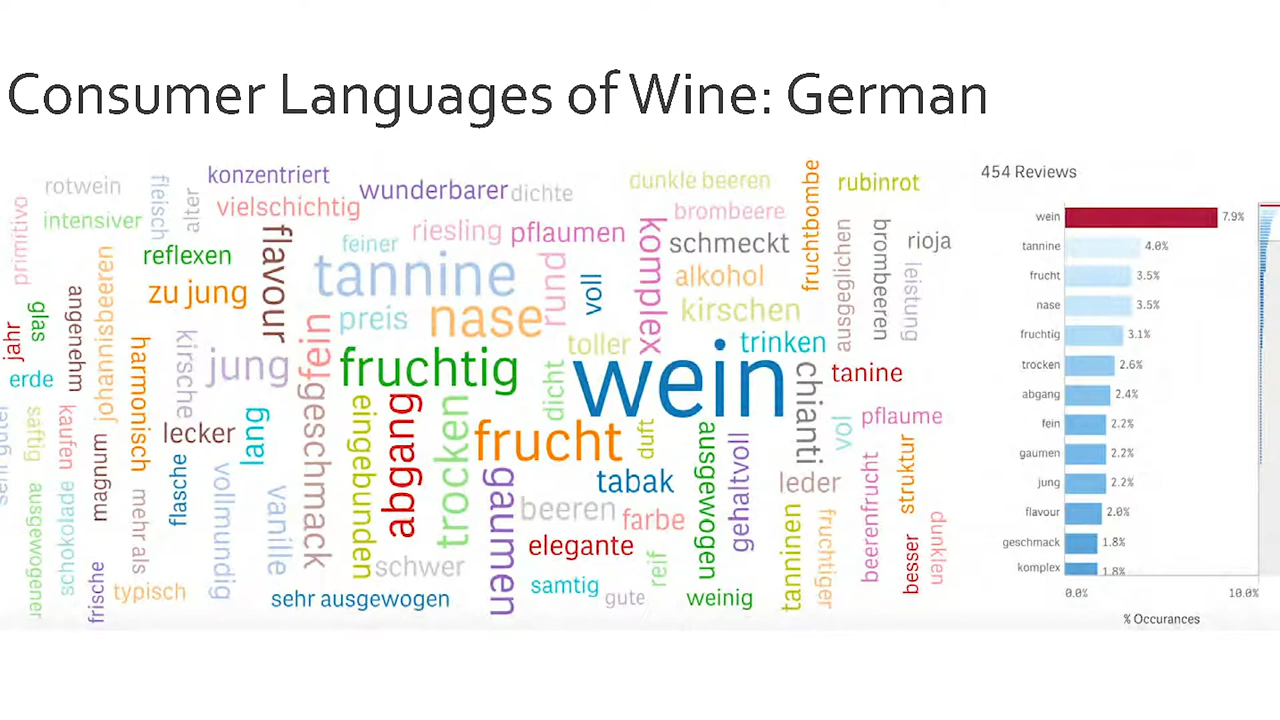 Consumer Languages of Wine: German
konzentriert
rotwein
fleisch
alter
wunderbarer
dichte
dunkle beeren
fruchtbombe
rubinrot
primitivo
intensiver
vielschichtig
feiner
riesling
pflaumen
brombeere
komplex
schmeckt
ausgeglichen
brombeeren
rioja
reflexen
flavour
tannine
rund
voll
alkohol
leistung
johannisbeeren
angenehm
zu jung
glas
jahr
preis
nase
kirschen
fein
toller
trinken
harmonisch
kirsche
jung
fruchtig
dicht
wein
chianti
tanine
erde
saftig
kaufen
magnum
lecker
lang
geschmack
eingebunden
abgang
trocken
frucht
duft
ausgewogen
gehaltvoll
vol
pflaume
struktur
flasche
vollmundig
vanille
gaumen
tabak
leder
beerenfrucht
ausgewogener
schokolade
mehr als
beeren
farbe
tanninen
fruchtiger
dunklen
elegante
besser
frische
typisch
schwer
samtig
reif
sehr ausgewogen
gute
weinig
454 Reviews
wein 7.9%
tannine 4.0%
frucht 3.5%
nase 3.5%
fruchtig 3.1%
trocken 2.6%
abgang 2.4%
fein 2.2%
gaumen 2.2%
jung 2.2%
flavour 2.0%
geschmack 1.8%
komplex 1.8%
0.0% 10.0%
% Occurances